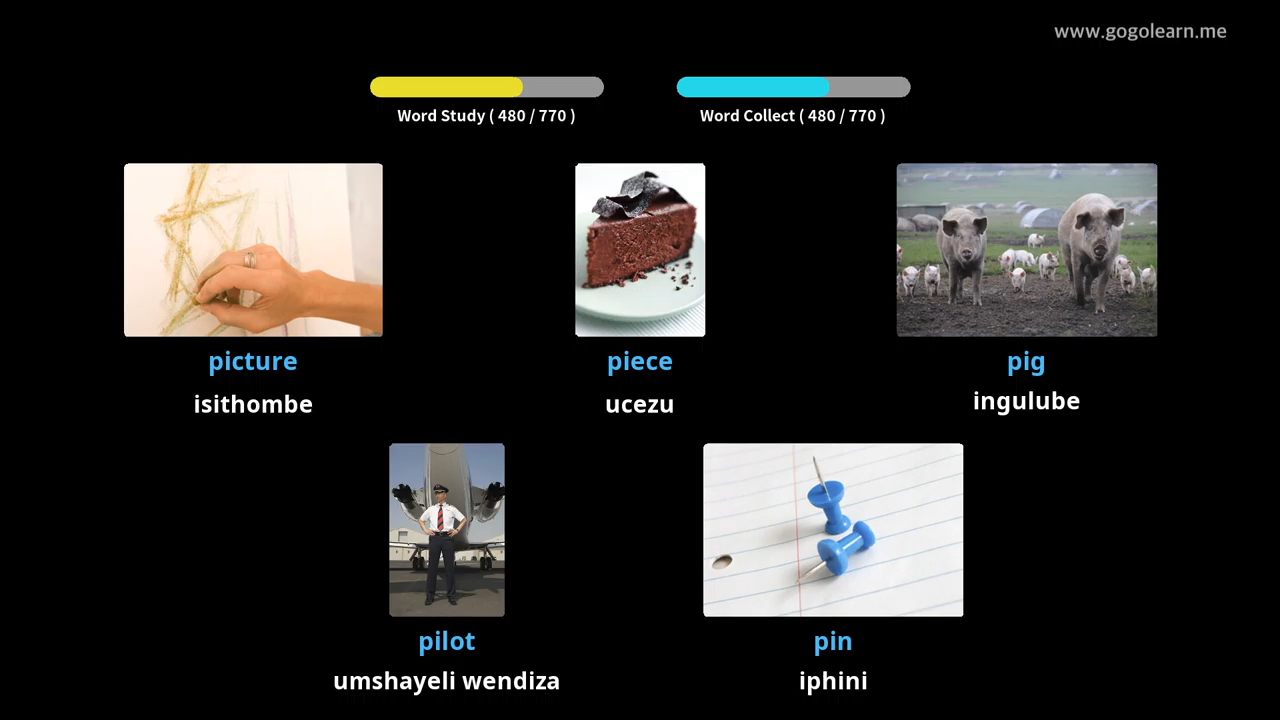 www.gogolearn.me
Word Study ( 480 / 770 )
Word Collect ( 480 / 770 )
picture
isithombe
piece
ucezu
pig
ingulube
pilot
umshayeli wendiza
pin
iphini